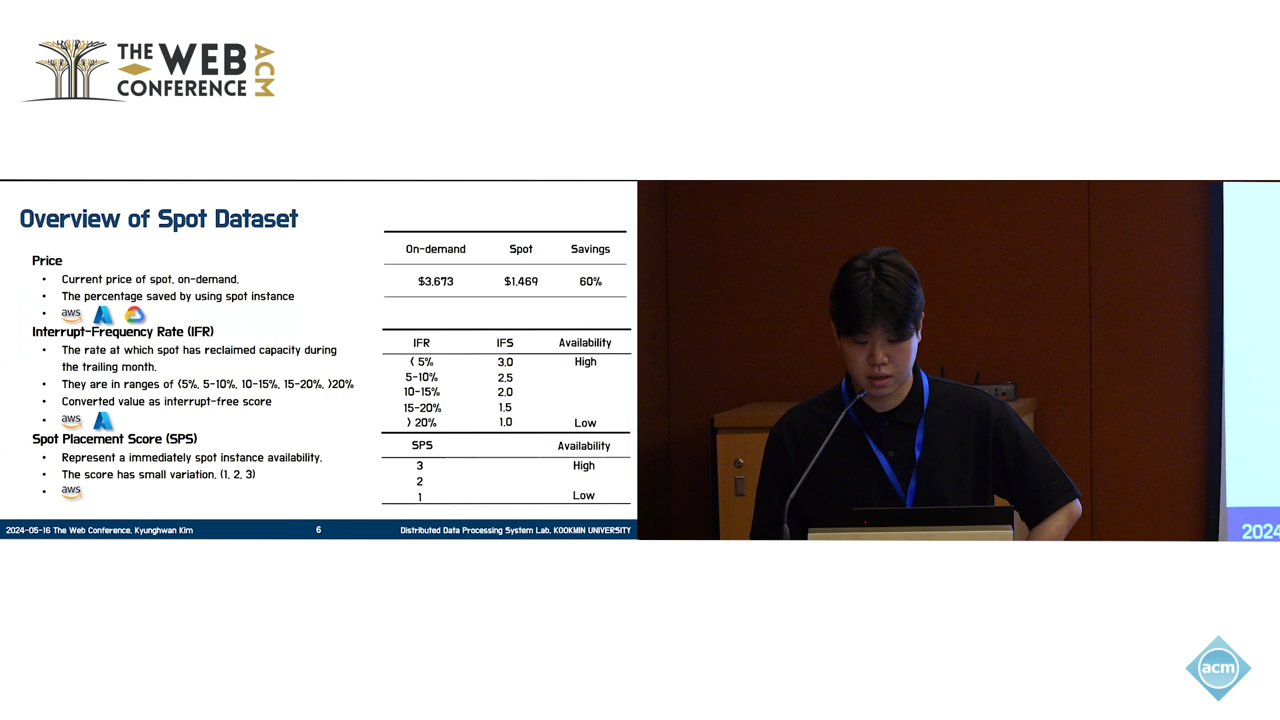 THE WEB CONFERENCE ACM
Overview of Spot Dataset
Price
• Current price of spot, on-demand.
• The percentage saved by using spot instance
• aws
Interrupt-Frequency Rate (IFR)
• The rate at which spot has reclaimed capacity during
the trailing month.
• They are in ranges of <5%, 5-10%, 10-15%, 15-20%, >20%
• Converted value as interrupt-free score
• aws
Spot Placement Score (SPS)
• Represent a immediately spot instance availability.
• The score has small variation. (1, 2, 3)
• aws
On-demand Spot Savings
$3.673 $1.469 60%
IFR IFS Availability
< 5% 3.0 High
5-10% 2.5
10-15% 2.0
15-20% 1.5
> 20% 1.0 Low
SPS Availability
3 High
2
1 Low
2024-05-16 The Web Conference, Kyunghwan Kim 6 Distributed Data Processing System Lab, KOOKMIN UNIVERSITY
2024
acm